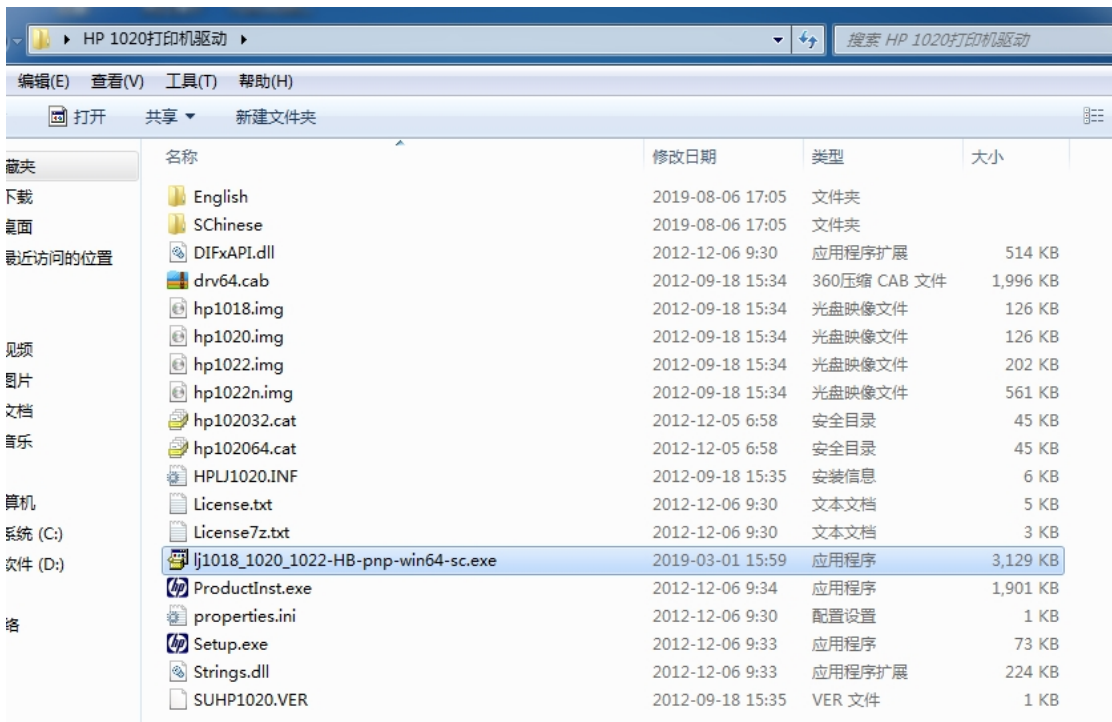 HP 1020打印机驱动
搜索 HP 1020打印机驱动
编辑(E) 查看(V) 工具(T) 帮助(H)
打开 共享 新建文件夹
名称 修改日期 类型 大小
藏夹
下载
桌面
最近访问的位置
视频
图片
文档
音乐
算机
系统 (C:)
软件 (D:)
络
English 2019-08-06 17:05 文件夹
SChinese 2019-08-06 17:05 文件夹
DIFxAPI.dll 2012-12-06 9:30 应用程序扩展 514 KB
drv64.cab 2012-09-18 15:34 360压缩 CAB 文件 1,996 KB
hp1018.img 2012-09-18 15:34 光盘映像文件 126 KB
hp1020.img 2012-09-18 15:34 光盘映像文件 126 KB
hp1022.img 2012-09-18 15:34 光盘映像文件 202 KB
hp1022n.img 2012-09-18 15:34 光盘映像文件 561 KB
hp102032.cat 2012-12-05 6:58 安全目录 45 KB
hp102064.cat 2012-12-05 6:58 安全目录 45 KB
HPLJ1020.INF 2012-09-18 15:35 安装信息 6 KB
License.txt 2012-12-06 9:30 文本文档 5 KB
License7z.txt 2012-12-06 9:30 文本文档 3 KB
lj1018_1020_1022-HB-pnp-win64-sc.exe 2019-03-01 15:59 应用程序 3,129 KB
ProductInst.exe 2012-12-06 9:34 应用程序 1,901 KB
properties.ini 2012-12-06 9:30 配置设置 1 KB
Setup.exe 2012-12-06 9:33 应用程序 73 KB
Strings.dll 2012-12-06 9:33 应用程序扩展 224 KB
SUHP1020.VER 2012-09-18 15:35 VER 文件 1 KB